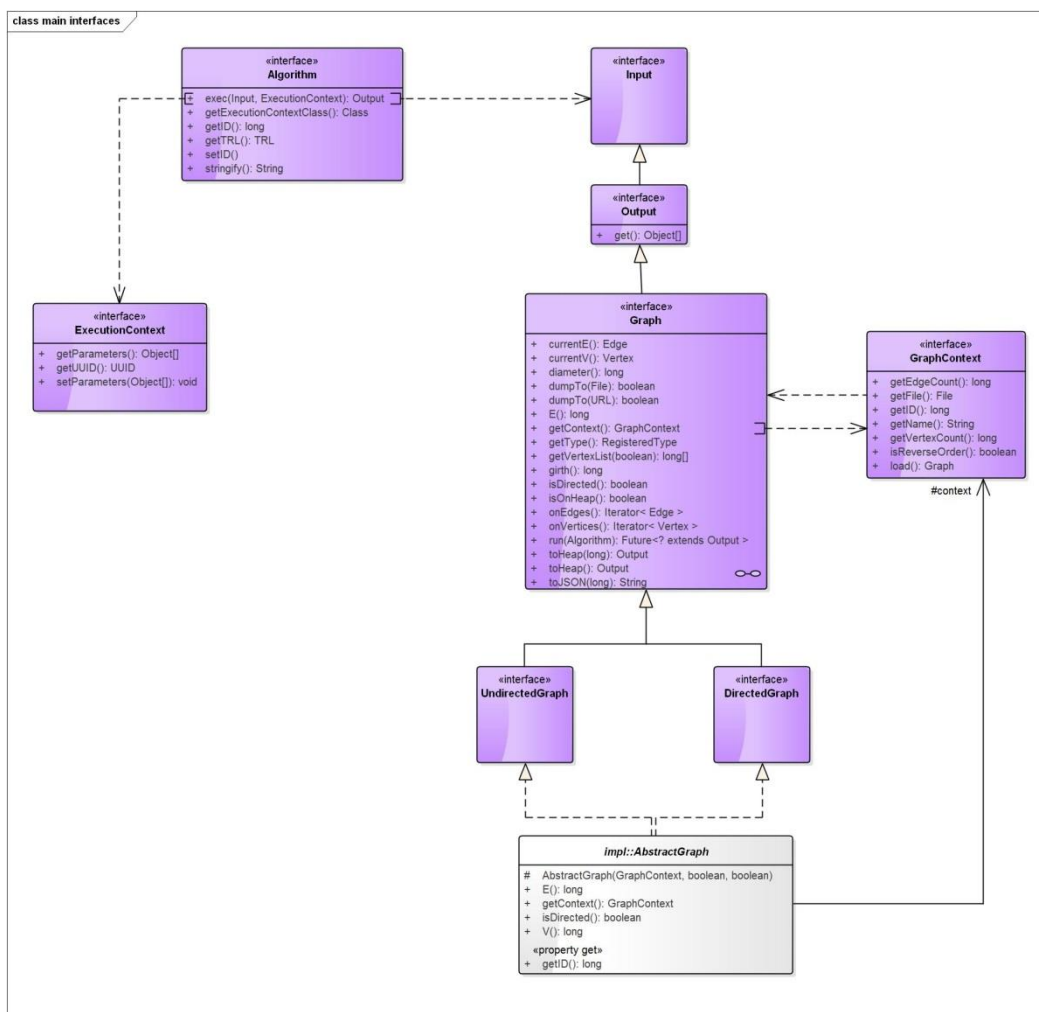 class main interfaces
«interface»
Algorithm
+ exec(Input, ExecutionContext): Output
+ getExecutionContextClass(): Class
+ getID(): long
+ getTRL(): TRL
+ setID()
+ stringify(): String
«interface»
Input
«interface»
Output
+ get(): Object[]
«interface»
ExecutionContext
+ getParameters(): Object[]
+ getUUID(): UUID
+ setParameters(Object[]): void
«interface»
Graph
+ currentE(): Edge
+ currentV(): Vertex
+ diameter(): long
+ dumpTo(File): boolean
+ dumpTo(URL): boolean
+ E(): long
+ getContext(): GraphContext
+ getType(): RegisteredType
+ getVertexList(boolean): long[]
+ girth(): long
+ isDirected(): boolean
+ isOnHeap(): boolean
+ onEdges(): Iterator< Edge >
+ onVertices(): Iterator< Vertex >
+ run(Algorithm): Future<? extends Output >
+ toHeap(long): Output
+ toHeap(): Output
+ toJSON(long): String
«interface»
GraphContext
+ getEdgeCount(): long
+ getFile(): File
+ getID(): long
+ getName(): String
+ getVertexCount(): long
+ isReverseOrder(): boolean
+ load(): Graph
#context
«interface»
UndirectedGraph
«interface»
DirectedGraph
impl::AbstractGraph
# AbstractGraph(GraphContext, boolean, boolean)
+ E(): long
+ getContext(): GraphContext
+ isDirected(): boolean
+ V(): long
«property get»
+ getID(): long